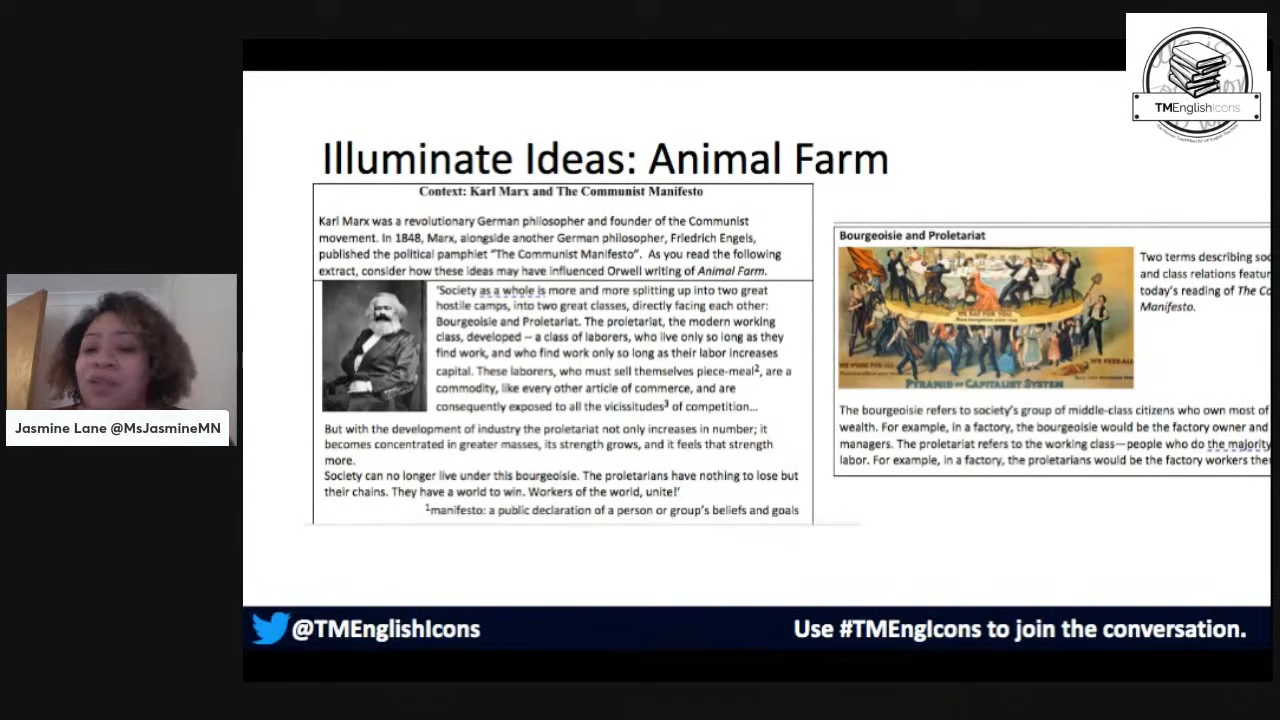 Illuminate Ideas: Animal Farm
Context: Karl Marx and The Communist Manifesto
Karl Marx was a revolutionary German philosopher and founder of the Communist
movement. In 1848, Marx, alongside another German philosopher, Friedrich Engels,
published the political pamphlet “The Communist Manifesto”. As you read the following
extract, consider how these ideas may have influenced Orwell writing of Animal Farm.
'Society as a whole is more and more splitting up into two great
hostile camps, into two great classes, directly facing each other:
Bourgeoisie and Proletariat. The proletariat, the modern working
class, developed – a class of laborers, who live only so long as they
find work, and who find work only so long as their labor increases
capital. These laborers, who must sell themselves piece-meal², are a
commodity, like every other article of commerce, and are
consequently exposed to all the vicissitudes³ of competition...
But with the development of industry the proletariat not only increases in number; it
becomes concentrated in greater masses, its strength grows, and it feels that strength
more.
Society can no longer live under this bourgeoisie. The proletarians have nothing to lose but
their chains. They have a world to win. Workers of the world, unite!'
¹manifesto: a public declaration of a person or group's beliefs and goals
Bourgeoisie and Proletariat
WE EAT FOR YOU
WE WORK FOR ALL
WE FEED ALL
PYRAMID OF CAPITALIST SYSTEM
Two terms describing soc
and class relations featur
today's reading of The Co
Manifesto.
The bourgeoisie refers to society's group of middle-class citizens who own most of
wealth. For example, in a factory, the bourgeoisie would be the factory owner and
managers. The proletariat refers to the working class—people who do the majority
labor. For example, in a factory, the proletarians would be the factory workers ther
TMEnglishIcons
Jasmine Lane @MsJasmineMN
@TMEnglishIcons
Use #TMEngIcons to join the conversation.